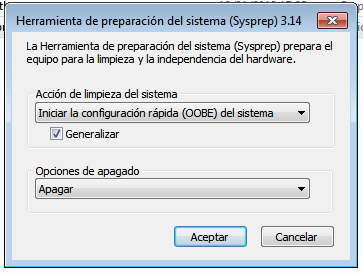 Herramienta de preparación del sistema (Sysprep) 3.14
La Herramienta de preparación del sistema (Sysprep) prepara el
equipo para la limpieza y la independencia del hardware.
Acción de limpieza del sistema
Iniciar la configuración rápida (OOBE) del sistema
Generalizar
Opciones de apagado
Apagar
Aceptar
Cancelar